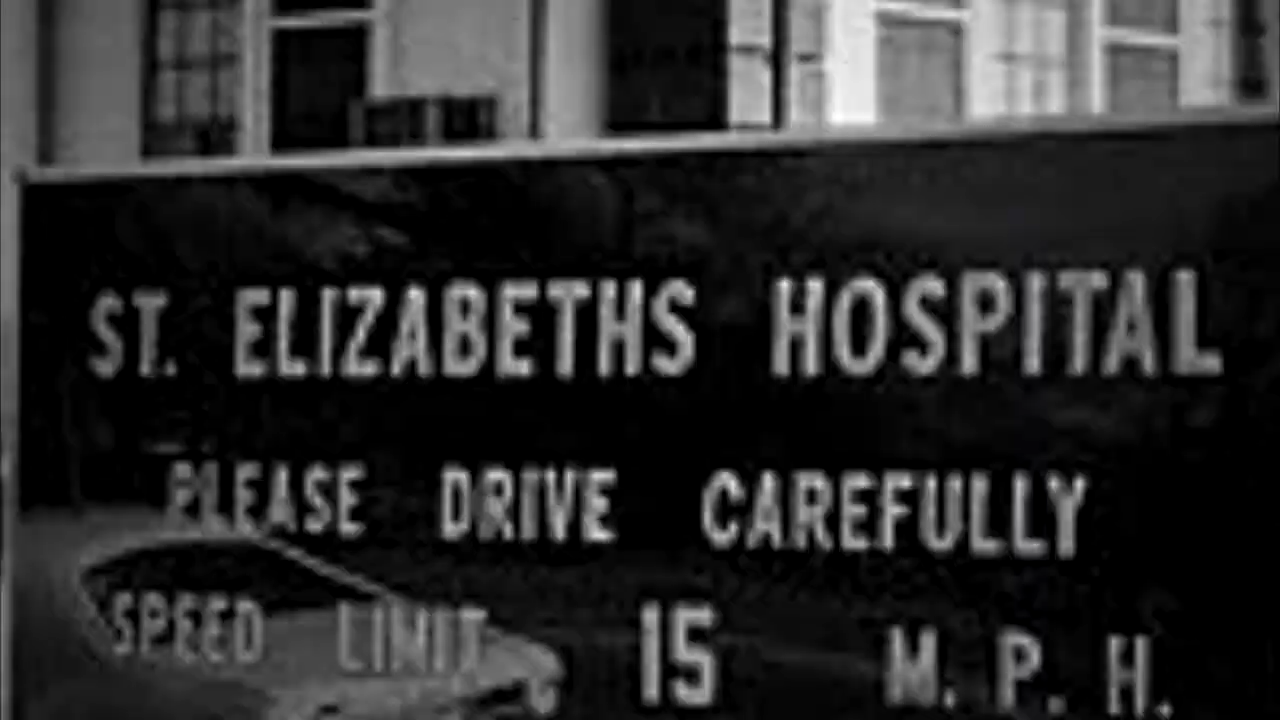 ST. ELIZABETHS HOSPITAL
PLEASE DRIVE CAREFULLY
SPEED LIMIT 15 M. P. H.